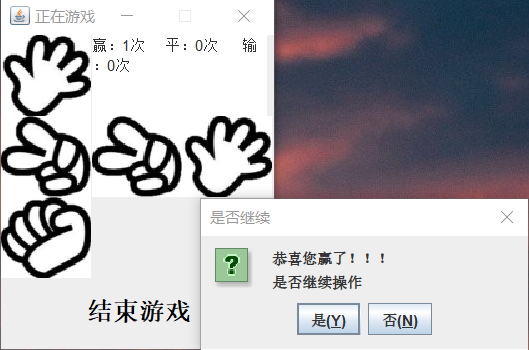 正在游戏
赢：1次 平：0次 输
：0次
是否继续
恭喜您赢了！！！
是否继续操作
是(Y) 否(N)
结束游戏